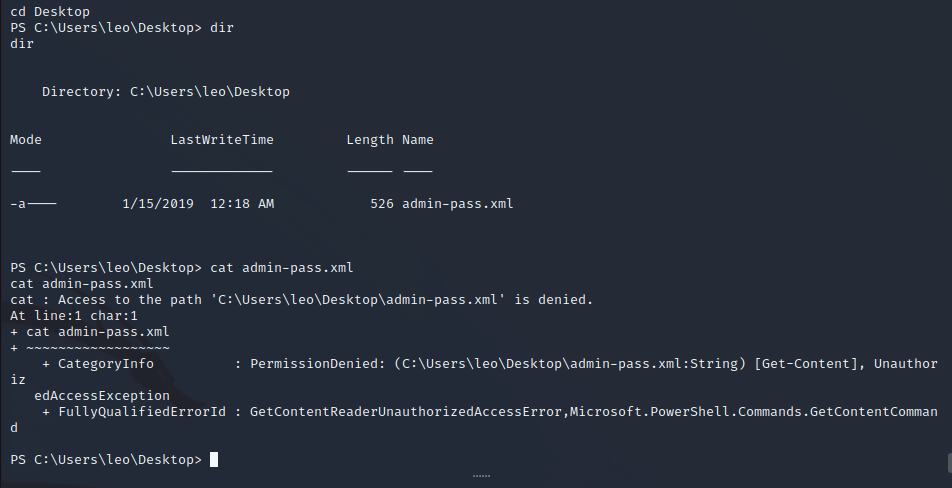 cd Desktop
PS C:\Users\leo\Desktop> dir
dir
Directory: C:\Users\leo\Desktop
Mode LastWriteTime Length Name
---- ------------- ------ ----
-a---- 1/15/2019 12:18 AM 526 admin-pass.xml
PS C:\Users\leo\Desktop> cat admin-pass.xml
cat admin-pass.xml
cat : Access to the path 'C:\Users\leo\Desktop\admin-pass.xml' is denied.
At line:1 char:1
+ cat admin-pass.xml
+ ~~~~~~~~~~~~~~~~~~
+ CategoryInfo : PermissionDenied: (C:\Users\leo\Desktop\admin-pass.xml:String) [Get-Content], Unauthor
iz
edAccessException
+ FullyQualifiedErrorId : GetContentReaderUnauthorizedAccessError,Microsoft.PowerShell.Commands.GetContentComman
d
PS C:\Users\leo\Desktop>